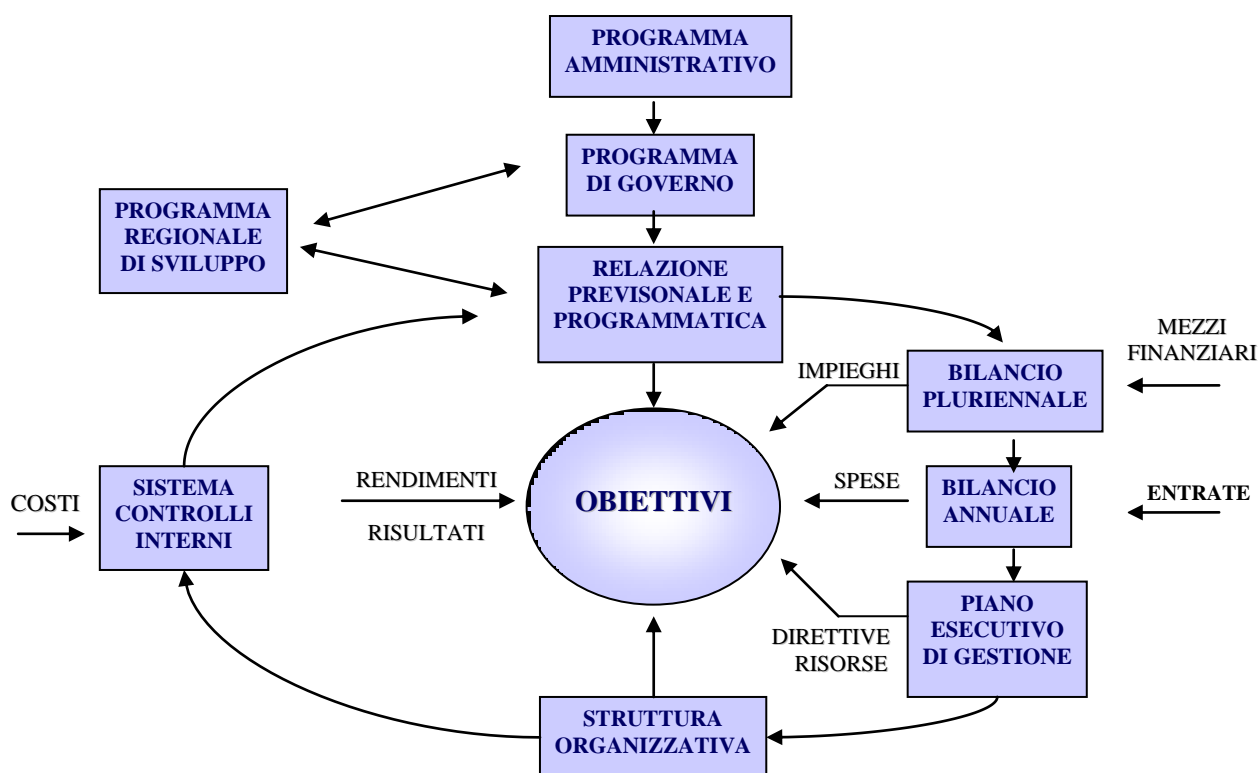 PROGRAMMA
AMMINISTRATIVO
PROGRAMMA
DI GOVERNO
PROGRAMMA
REGIONALE
DI SVILUPPO
RELAZIONE
PREVISONALE E
PROGRAMMATICA
MEZZI
FINANZIARI
IMPIEGHI
BILANCIO
PLURIENNALE
COSTI
SISTEMA
CONTROLLI
INTERNI
RENDIMENTI
RISULTATI
OBIETTIVI
SPESE
BILANCIO
ANNUALE
ENTRATE
DIRETTIVE
RISORSE
PIANO
ESECUTIVO
DI GESTIONE
STRUTTURA
ORGANIZZATIVA